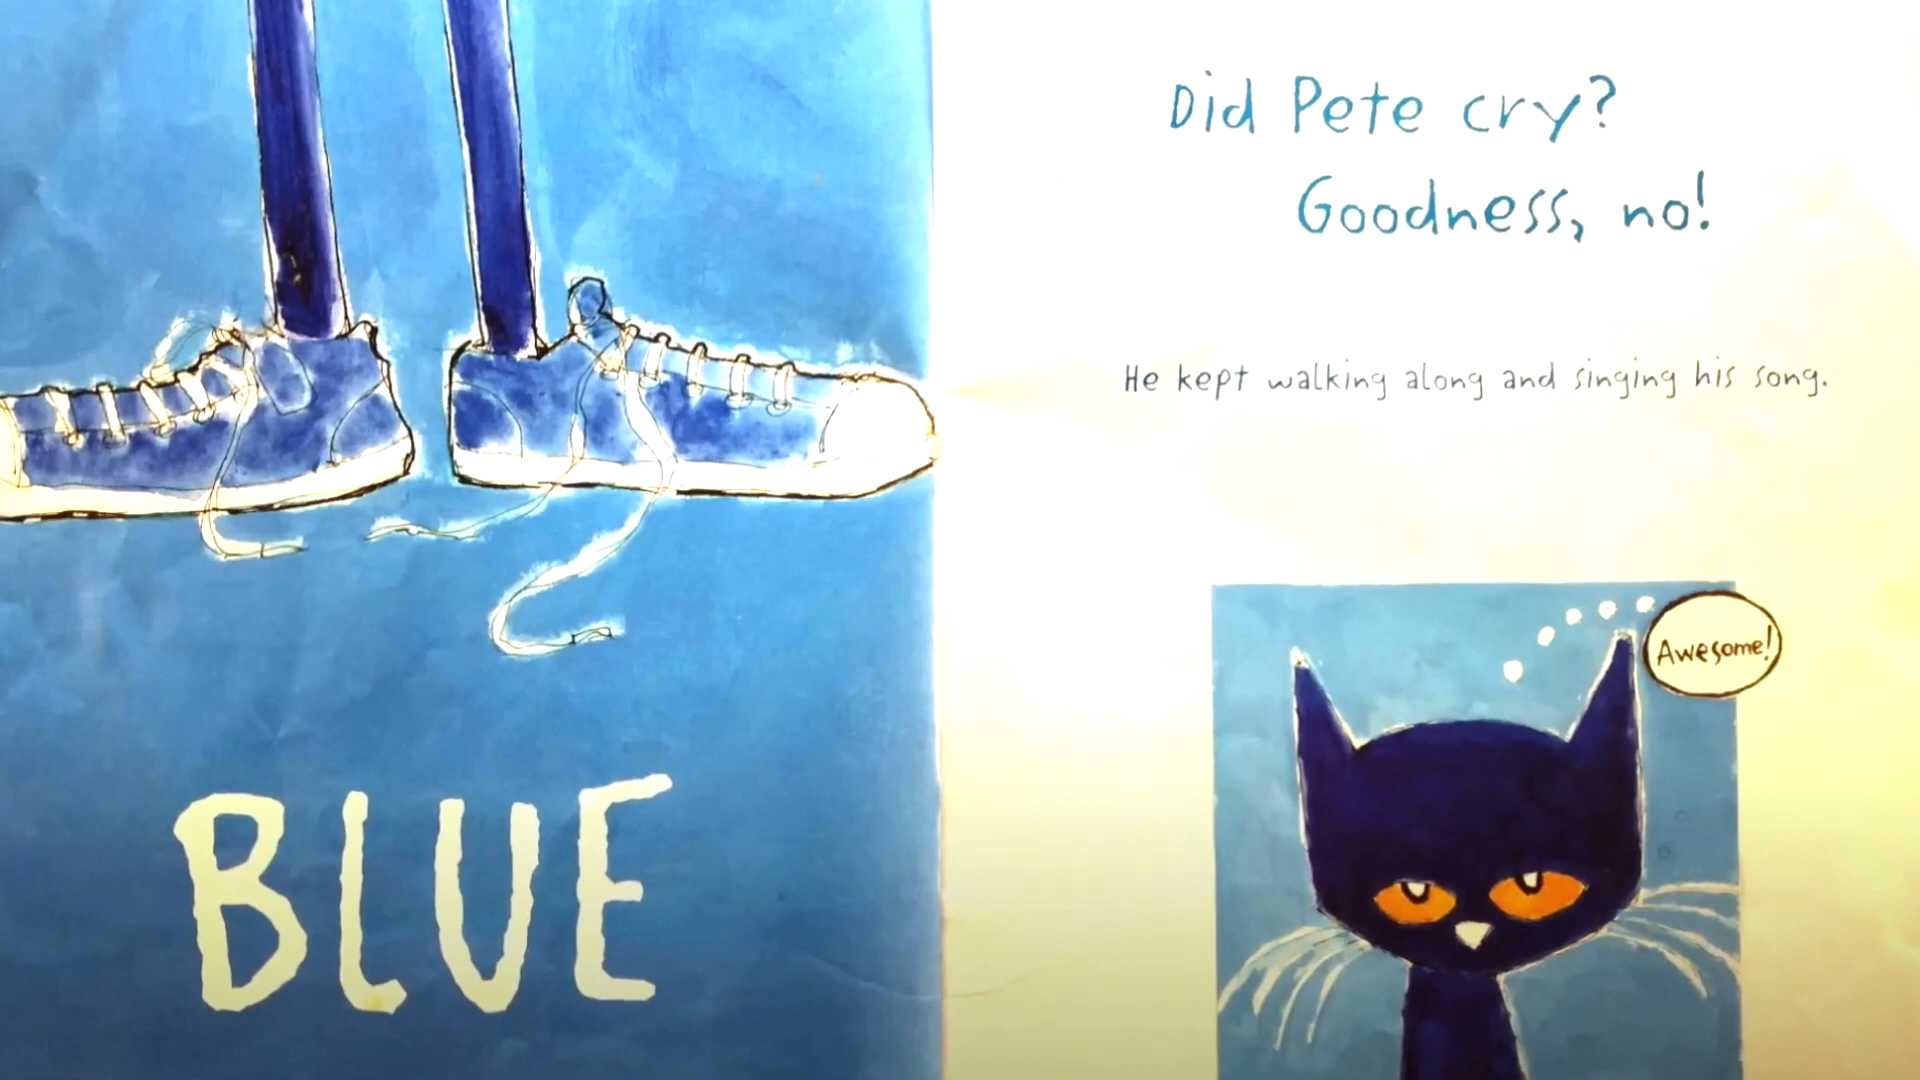 BLUE
Did Pete cry?
Goodness, no!
He kept walking along and singing his song.
Awesome!